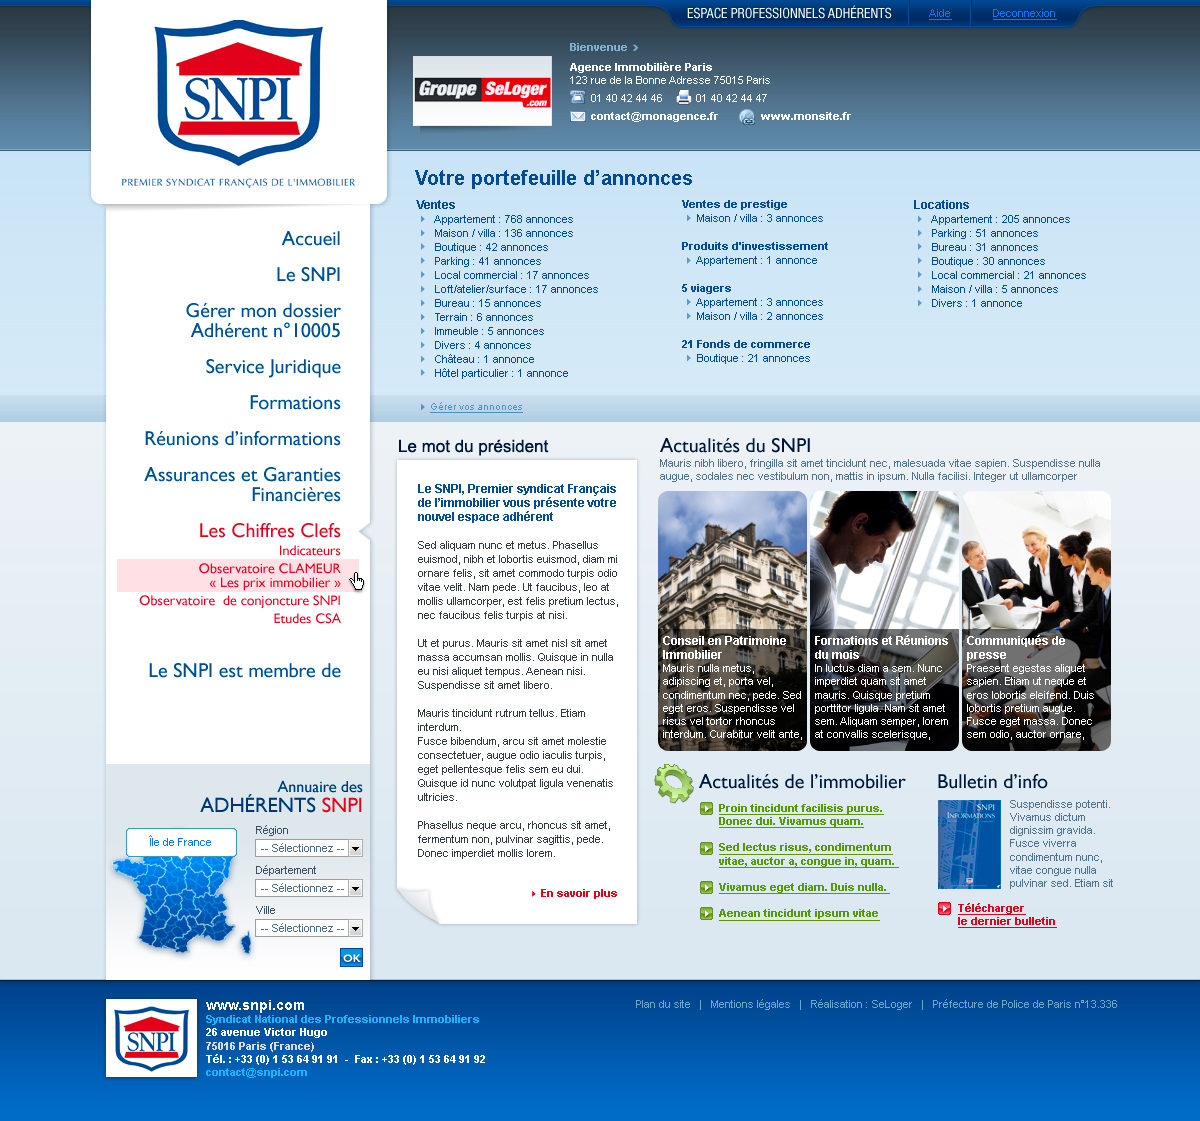 ESPACE PROFESSIONNELS ADHÉRENTS
Aide
Deconnexion
SNPI
PREMIER SYNDICAT FRANÇAIS DE L'IMMOBILIER
Groupe SeLoger
.com
Bienvenue
Agence Immobilière Paris
123 rue de la Bonne Adresse 75015 Paris
01 40 42 44 46
01 40 42 44 47
contact@monagence.fr
www.monsite.fr
Accueil
Le SNPI
Gérer mon dossier
Adhérent n°10005
Service Juridique
Formations
Réunions d'informations
Assurances et Garanties
Financières
Les Chiffres Clefs
Indicateurs
Observatoire CLAMEUR
« Les prix immobilier »
Observatoire de conjoncture SNPI
Etudes CSA
Le SNPI est membre de
Annuaire des
ADHÉRENTS SNPI
Île de France
Région
-- Sélectionnez --
Département
-- Sélectionnez --
Ville
-- Sélectionnez --
OK
Votre portefeuille d'annonces
Ventes
Appartement : 768 annonces
Maison / villa : 136 annonces
Boutique : 42 annonces
Parking : 41 annonces
Local commercial : 17 annonces
Loft/atelier/surface : 17 annonces
Bureau : 15 annonces
Terrain : 6 annonces
Immeuble : 5 annonces
Divers : 4 annonces
Château : 1 annonce
Hôtel particulier : 1 annonce
Ventes de prestige
Maison / villa : 3 annonces
Produits d'investissement
Appartement : 1 annonce
5 viagers
Appartement : 3 annonces
Maison / villa : 2 annonces
21 Fonds de commerce
Boutique : 21 annonces
Locations
Appartement : 205 annonces
Parking : 51 annonces
Bureau : 31 annonces
Boutique : 30 annonces
Local commercial : 21 annonces
Maison / villa : 5 annonces
Divers : 1 annonce
Gérer vos annonces
Le mot du président
Le SNPI, Premier syndicat Français
de l'immobilier vous présente votre
nouvel espace adhérent
Sed aliquam nunc et metus. Phasellus
euismod, nibh et lobortis euismod, diam mi
ornare felis, sit amet commodo turpis odio
vitae velit. Nam pede. Ut faucibus, leo at
mollis ullamcorper, est felis pretium lectus,
nec faucibus felis turpis at nisi.
Ut et purus. Mauris sit amet nisl sit amet
massa accumsan mollis. Quisque in nulla
eu nisi aliquet tempus. Aenean nisi.
Suspendisse sit amet libero.
Mauris tincidunt rutrum tellus. Etiam
interdum.
Fusce bibendum, arcu sit amet molestie
consectetuer, augue odio iaculis turpis,
eget pellentesque felis sem eu dui.
Quisque id nunc volutpat ligula venenatis
ultricies.
Phasellus neque arcu, rhoncus sit amet,
fermentum non, pulvinar sagittis, pede.
Donec imperdiet mollis lorem.
En savoir plus
Actualités du SNPI
Mauris nibh libero, fringilla sit amet tincidunt nec, malesuada vitae sapien. Suspendisse nulla
augue, sodales nec vestibulum non, mattis in ipsum. Nulla facilisi. Integer ut ullamcorper
Conseil en Patrimoine
Immobilier
Mauris nulla metus,
adipiscing et, porta vel,
condimentum nec, pede. Sed
eget eros. Suspendisse vel
risus vel tortor rhoncus
interdum. Curabitur velit ante,
Formations et Réunions
du mois
In luctus diam a sem. Nunc
imperdiet quam sit amet
mauris. Quisque pretium
porttitor ligula. Nam sit amet
sem. Aliquam semper, lorem
at convallis scelerisque,
Communiqués de
presse
Praesent egestas aliquet
sapien. Etiam ut neque et
eros lobortis eleifend. Duis
lobortis pretium augue.
Fusce eget massa. Donec
sem odio, auctor ornare,
Actualités de l'immobilier
Proin tincidunt facilisis purus.
Donec dui. Vivamus quam.
Sed lectus risus, condimentum
vitae, auctor a, congue in, quam.
Vivamus eget diam. Duis nulla.
Aenean tincidunt ipsum vitae
Bulletin d'info
SNPI
INFORMATIONS
Suspendisse potenti.
Vivamus dictum
dignissim gravida.
Fusce viverra
condimentum nunc,
vitae congue nulla
pulvinar sed. Etiam sit
Télécharger
le dernier bulletin
SNPI
www.snpi.com
Syndicat National des Professionnels Immobiliers
26 avenue Victor Hugo
75016 Paris (France)
Tél. : +33 (0) 1 53 64 91 91 - Fax : +33 (0) 1 53 64 91 92
contact@snpi.com
Plan du site | Mentions légales | Réalisation : SeLoger | Préfecture de Police de Paris n°13.336